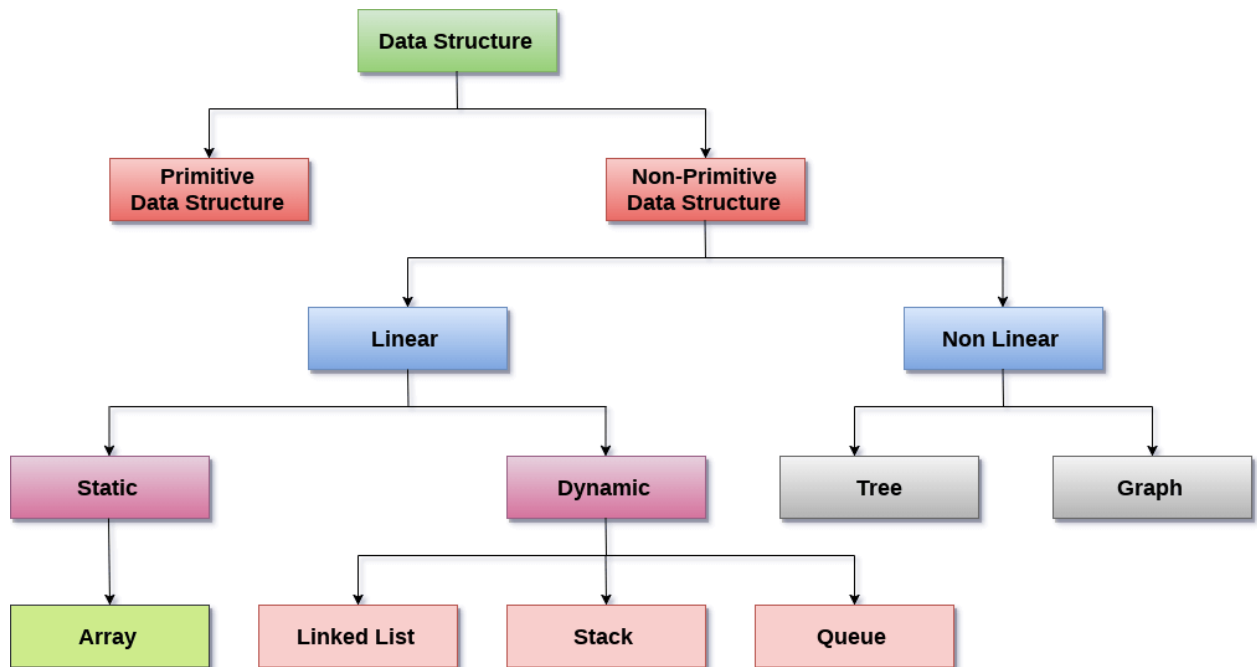 Data Structure
Primitive
Data Structure
Non-Primitive
Data Structure
Linear
Non Linear
Static
Dynamic
Tree
Graph
Array
Linked List
Stack
Queue